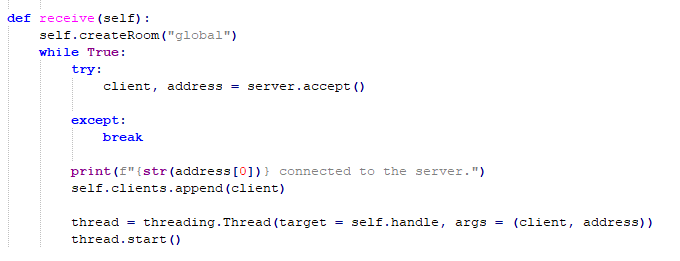 def receive(self):
    self.createRoom("global")
    while True:
        try:
            client, address = server.accept()

        except:
            break

        print(f"{str(address[0])} connected to the server.")
        self.clients.append(client)

        thread = threading.Thread(target = self.handle, args = (client, address))
        thread.start()